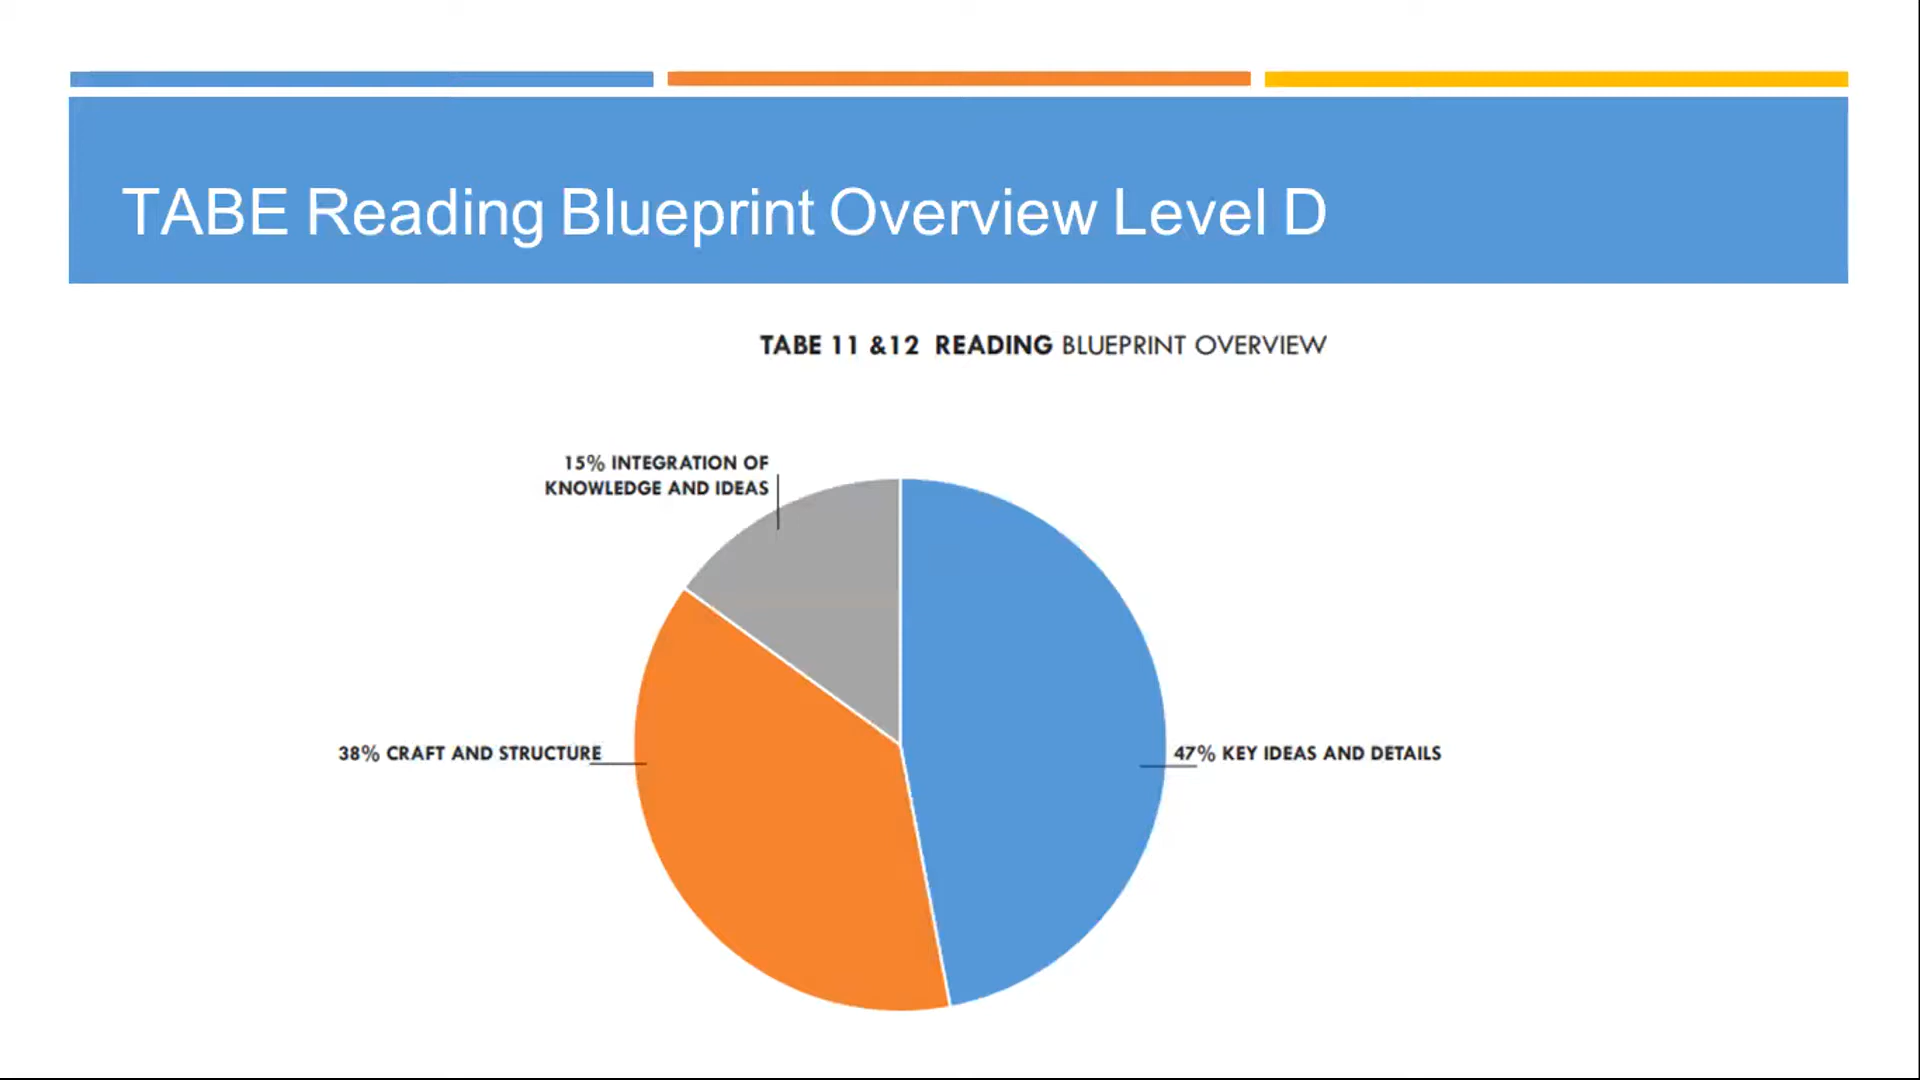 TABE Reading Blueprint Overview Level D
TABE 11 &12 READING BLUEPRINT OVERVIEW
15% INTEGRATION OF
KNOWLEDGE AND IDEAS
38% CRAFT AND STRUCTURE
47% KEY IDEAS AND DETAILS